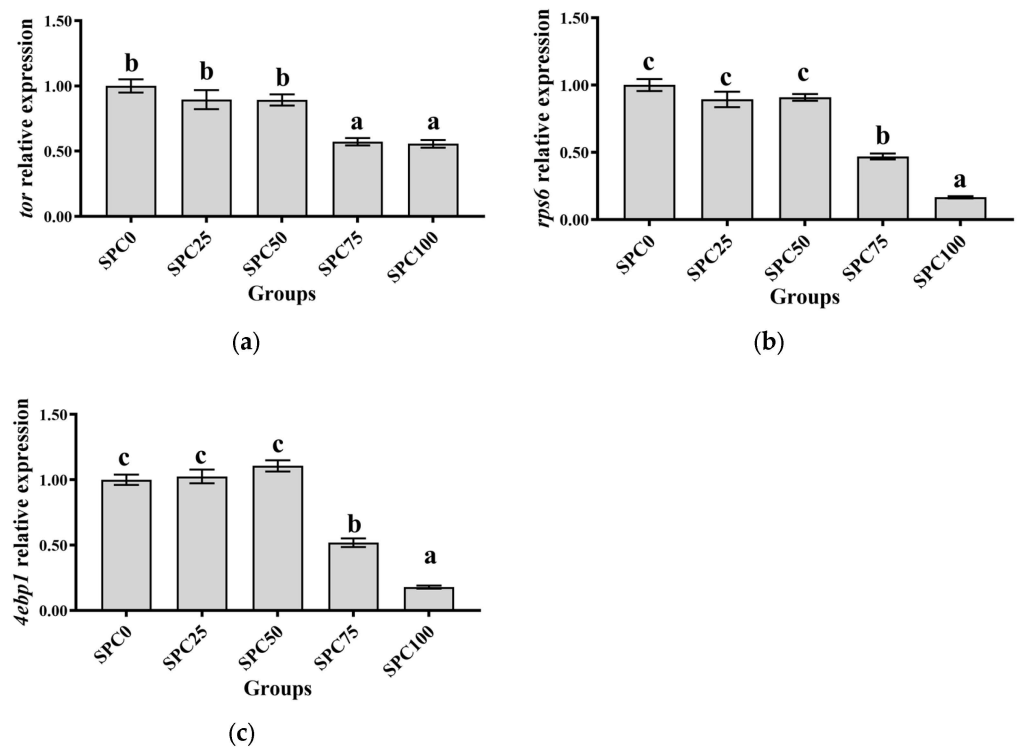 tor relative expression
1.50
1.00
0.50
0.00
b
b
b
a
a
SPC0
SPC25
SPC50
SPC75
SPC100
Groups
(a)
rps6 relative expression
1.50
1.00
0.50
0.00
c
c
c
b
a
SPC0
SPC25
SPC50
SPC75
SPC100
Groups
(b)
4ebp1 relative expression
1.50
1.00
0.50
0.00
c
c
c
b
a
SPC0
SPC25
SPC50
SPC75
SPC100
Groups
(c)